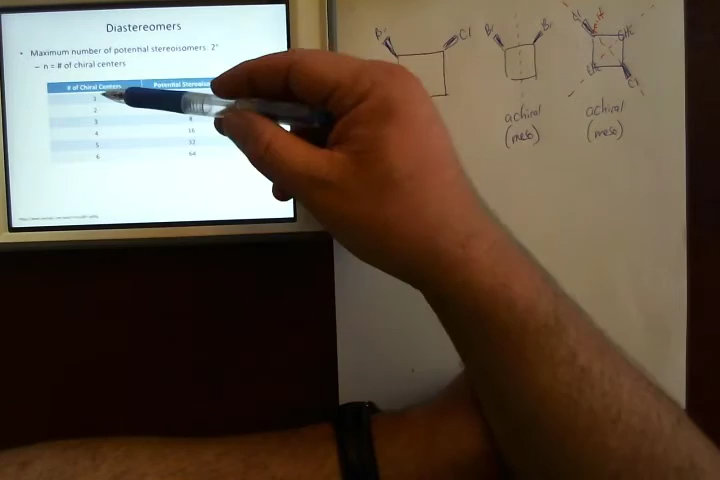 Diastereomers
• Maximum number of potential stereoisomers: 2ⁿ
– n = # of chiral centers
# of Chiral Centers Potential
1
2
3 8
4 16
5 32
6 64
Br Cl
Br Br
achiral
(meso)
Cl
achiral
(meso)